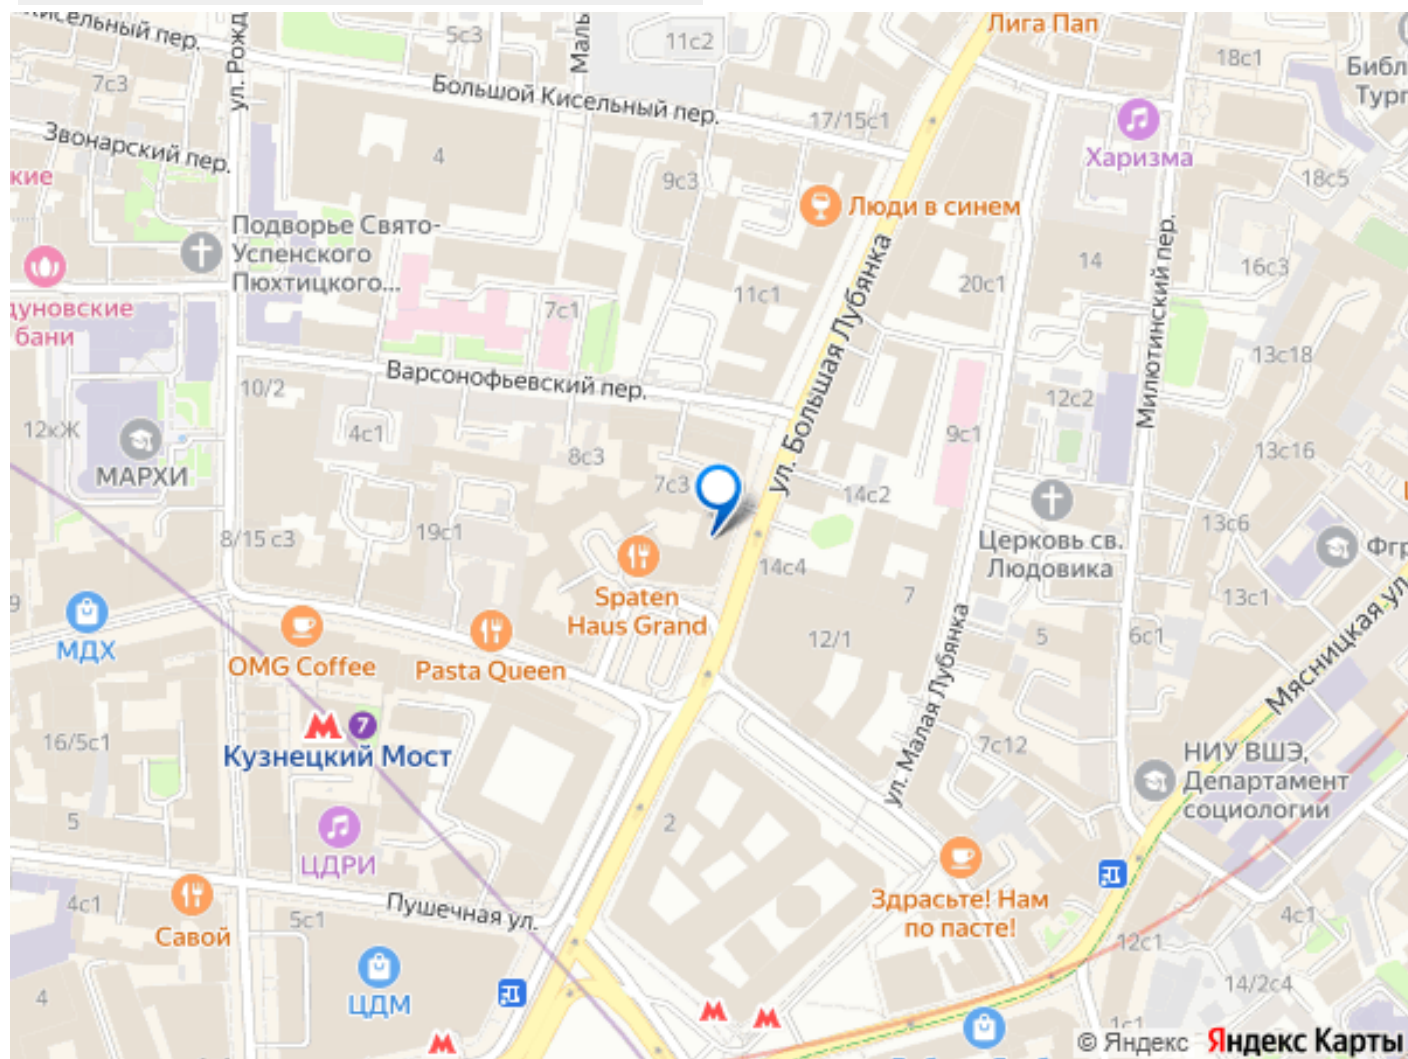 Лига Пап
Кисельный пер.
5с3
11с2
18с1
7с3
Большой Кисельный пер.
17/15с1
Звонарский пер.
4
Харизма
9с3
18с5
Люди в синем
Подворье Свято-
Успенского
Пюхтицкого...
14
16с3
20с1
11с1
7с1
дуновские
бани
ул. Большая Лубянка
Милютинский пер.
13с18
Варсонофьевский пер.
10/2
12с2
12кЖ
4с1
9с1
8с3
13с16
МАРХИ
7с3
14с2
13с6
19с1
8/15 с3
Церковь св.
Людовика
14с4
Spaten
Haus Grand
7
13с1
9
МДХ
OMG Coffee
Pasta Queen
12/1
5
6с1
Мясницкая ул.
ул. Малая Лубянка
7
Кузнецкий Мост
16/5с1
7с12
НИУ ВШЭ,
Департамент
социологии
5
2
ЦДРИ
Здрасьте! Нам
по пасте!
4с1
Пушечная ул.
5с1
Савой
4с1
12с1
4
ЦДМ
14/2с4
© Яндекс Яндекс Карты